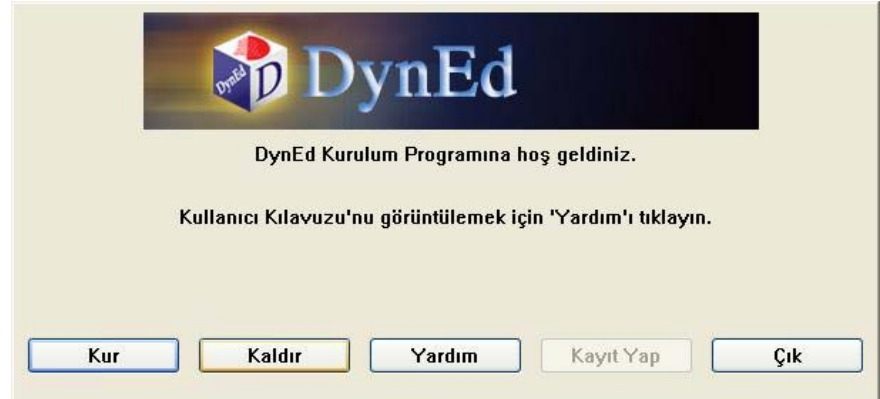 DynEd
D
DynEd
DynEd Kurulum Programına hoş geldiniz.
Kullanıcı Kılavuzu'nu görüntülemek için 'Yardım'ı tıklayın.
Kur
Kaldır
Yardım
Kayıt Yap
Çık